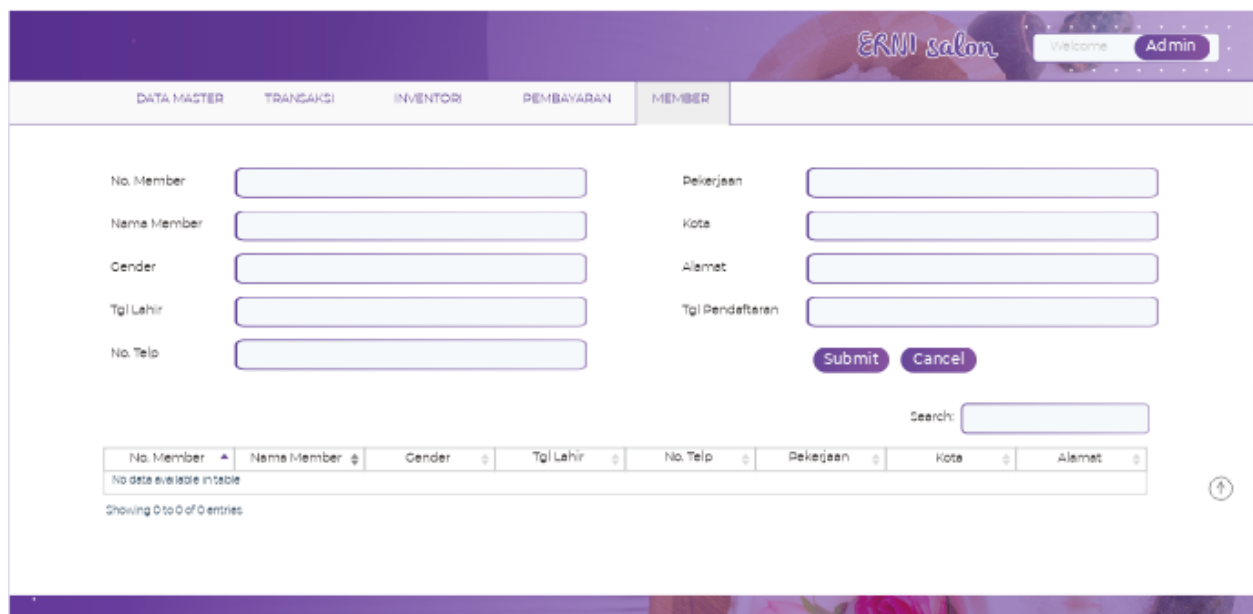 ERNI salon Welcome Admin
DATA MASTER TRANSAKSI INVENTORI PEMBAYARAN MEMBER
No. Member Pekerjaan
Nama Member Kota
Gender Alamat
Tgl Lahir Tgl Pendaftaran
No. Telp Submit Cancel
Search:
No. Member Nama Member Gender Tgl Lahir No. Telp Pekerjaan Kota Alamat
No data available in table
Showing 0 to 0 of 0 entries